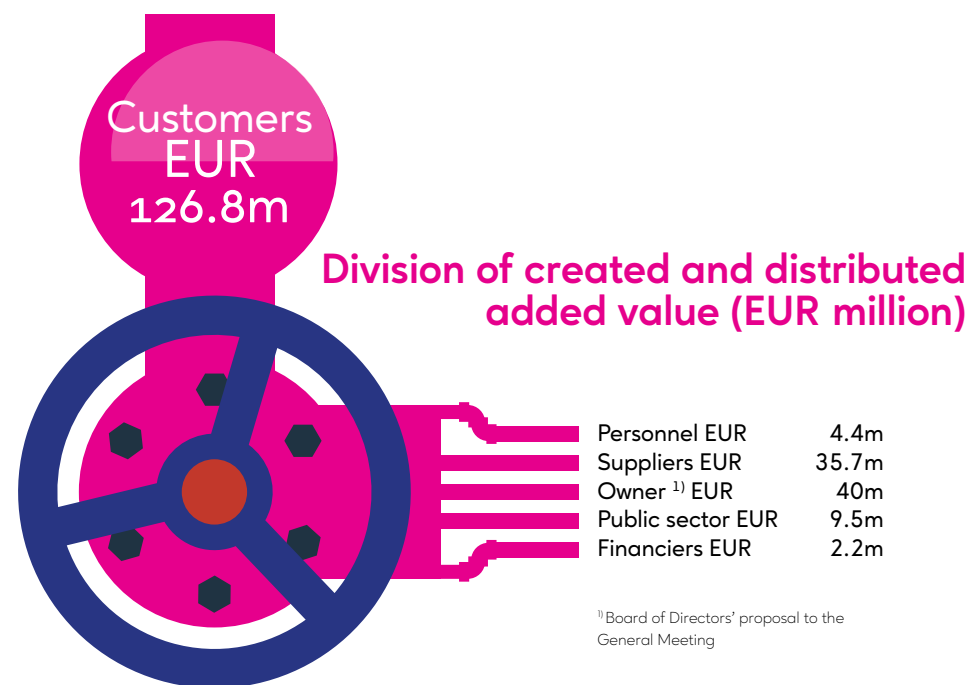 Customers
EUR
126.8m
Division of created and distributed
added value (EUR million)
Personnel EUR 4.4m
Suppliers EUR 35.7m
Owner 1) EUR 40m
Public sector EUR 9.5m
Financiers EUR 2.2m
1) Board of Directors’ proposal to the
General Meeting